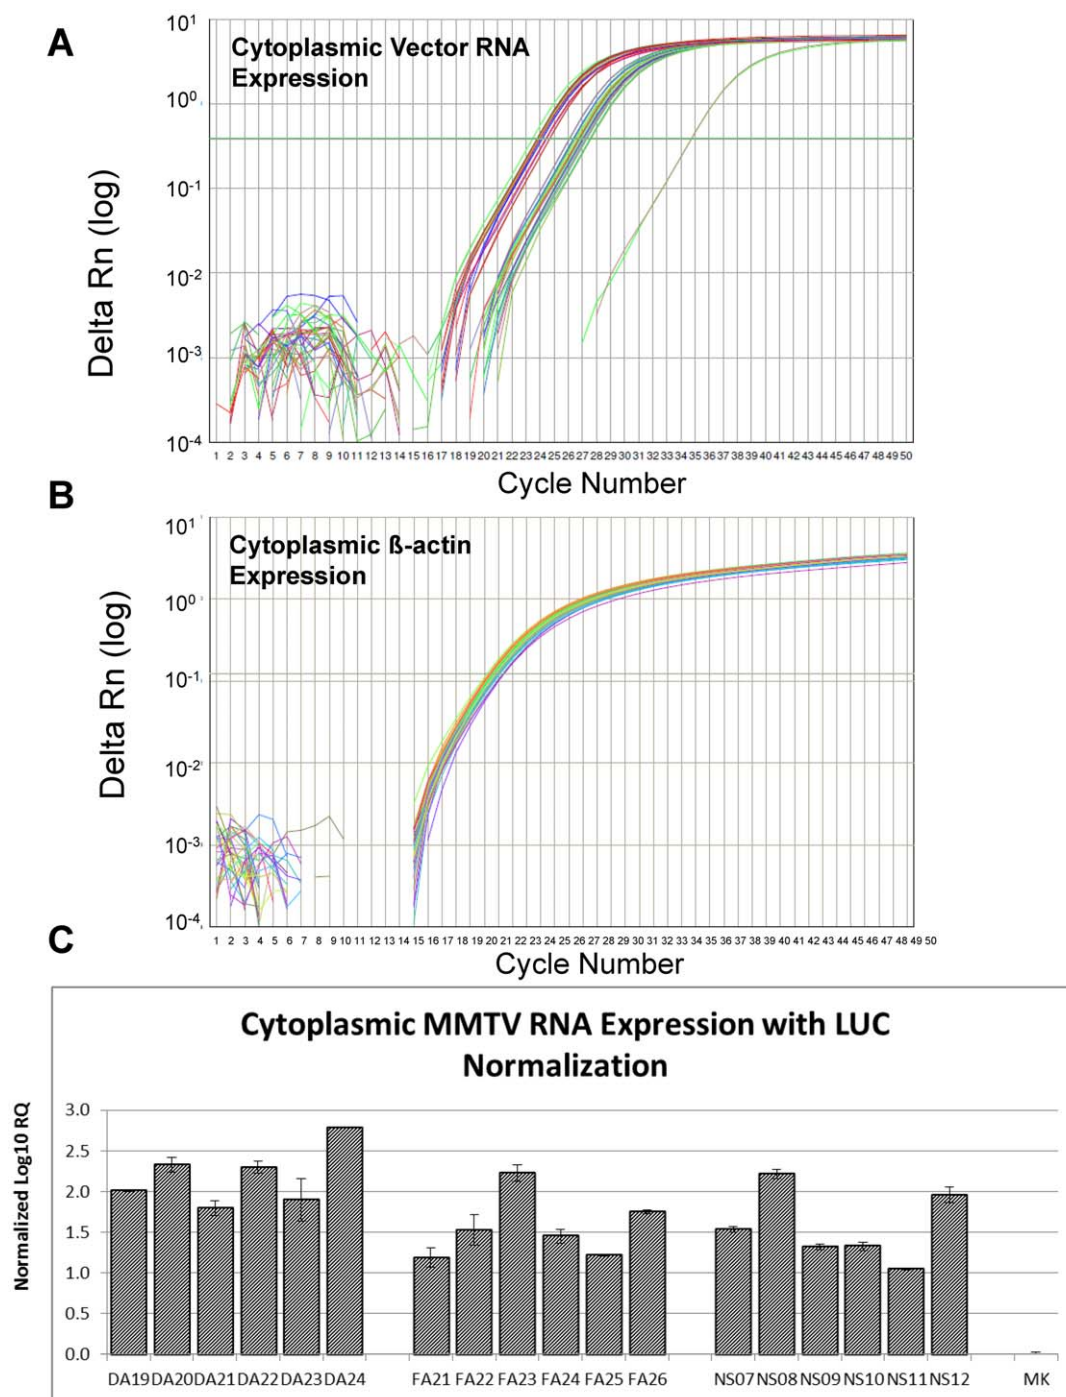 A
Cytoplasmic Vector RNA
Expression
Delta Rn (log)
10¹
10⁰
10⁻¹
10⁻²
10⁻³
10⁻⁴
1 2 3 4 5 6 7 8 9 10 11 12 13 14 15 16 17 18 19 20 21 22 23 24 25 26 27 28 29 30 31 32 33 34 35 36 37 38 39 40 41 42 43 44 45 46 47 48 49 50
Cycle Number
B
Cytoplasmic ß-actin
Expression
Delta Rn (log)
10¹
10⁰
10⁻¹
10⁻²
10⁻³
10⁻⁴
1 2 3 4 5 6 7 8 9 10 11 12 13 14 15 16 17 18 19 20 21 22 23 24 25 26 27 28 29 30 31 32 33 34 35 36 37 38 39 40 41 42 43 44 45 46 47 48 49 50
Cycle Number
C
Cytoplasmic MMTV RNA Expression with LUC
Normalization
Normalized Log10 RQ
3.0
2.5
2.0
1.5
1.0
0.5
0.0
DA19 DA20 DA21 DA22 DA23 DA24 FA21 FA22 FA23 FA24 FA25 FA26 NS07 NS08 NS09 NS10 NS11 NS12 MK